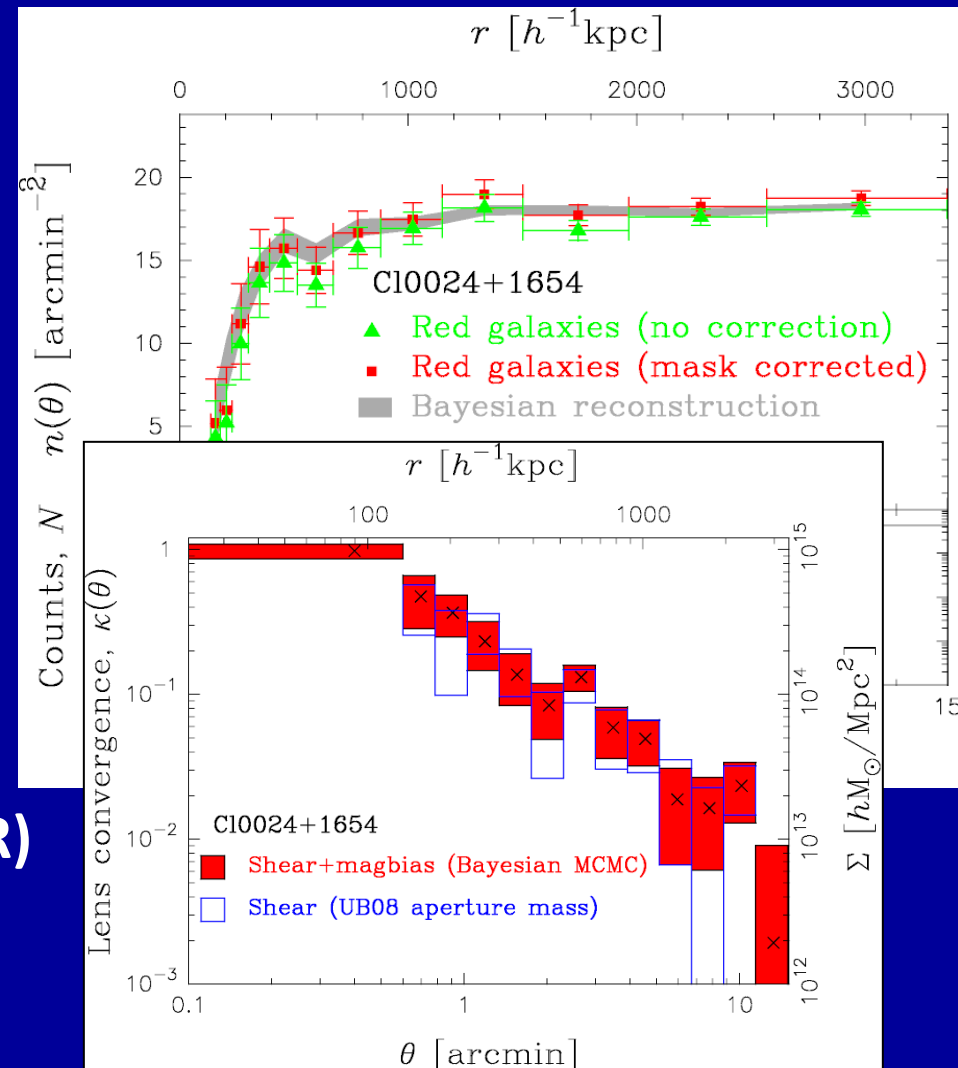 r [h⁻¹kpc]
0 1000 2000 3000
Counts, N n(θ) [arcmin⁻²]
20
15
10
5
Cl0024+1654
Red galaxies (no correction)
Red galaxies (mask corrected)
Bayesian reconstruction
15
r [h⁻¹kpc]
100 1000
Lens convergence, κ(θ)
1
10⁻¹
10⁻²
10⁻³
10¹⁵
10¹⁴
10¹³
10¹²
Σ [hM⊙/Mpc²]
Cl0024+1654
Shear+magbias (Bayesian MCMC)
Shear (UB08 aperture mass)
0.1 1 10
θ [arcmin]
R)